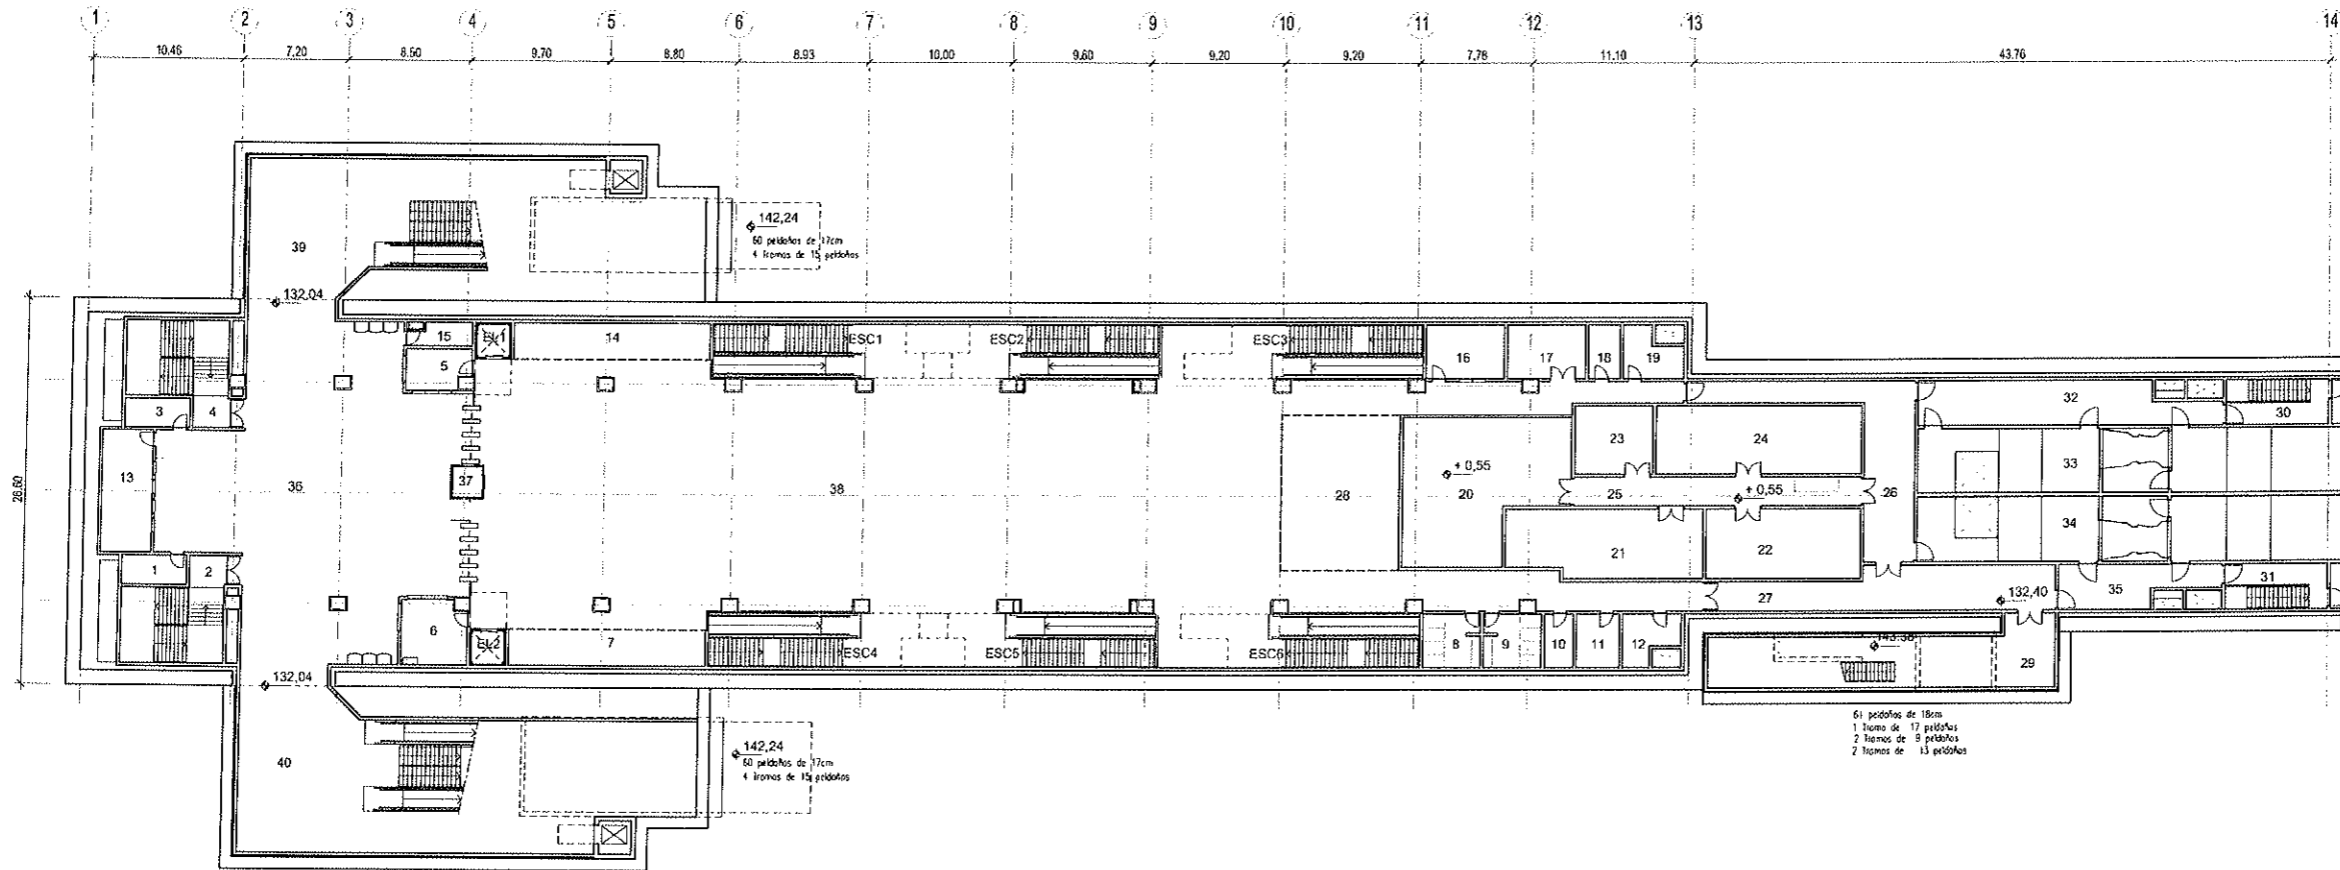 1 2 3 4 5 6 7 8 9 10 11 12 13 14
10,46 7,20 8,50 9,70 8,80 8,93 10,00 9,60 9,20 9,20 7,76 11,10 43,76
142,24
60 peldaños de 17cm
4 Tramos de 15 peldaños
39
132,04
15 EL1 14 ESC1 ESC2 ESC3 16 17 18 19
5
3 4 32 30
23 24
13 36 37 38 28 + 0,55 20 25 + 0,55 26 33
26,60
34
21 22
1 2 31
27 132,40 35
6 EL2 7 ESC4 ESC5 ESC6 8 9 10 11 12 143.38 29
132,04
61 peldaños de 18cm
1 Tramo de 17 peldaños
2 Tramos de 9 peldaños
2 Tramos de 13 peldaños
40
142,24
60 peldaños de 17cm
4 Tramos de 15 peldaños